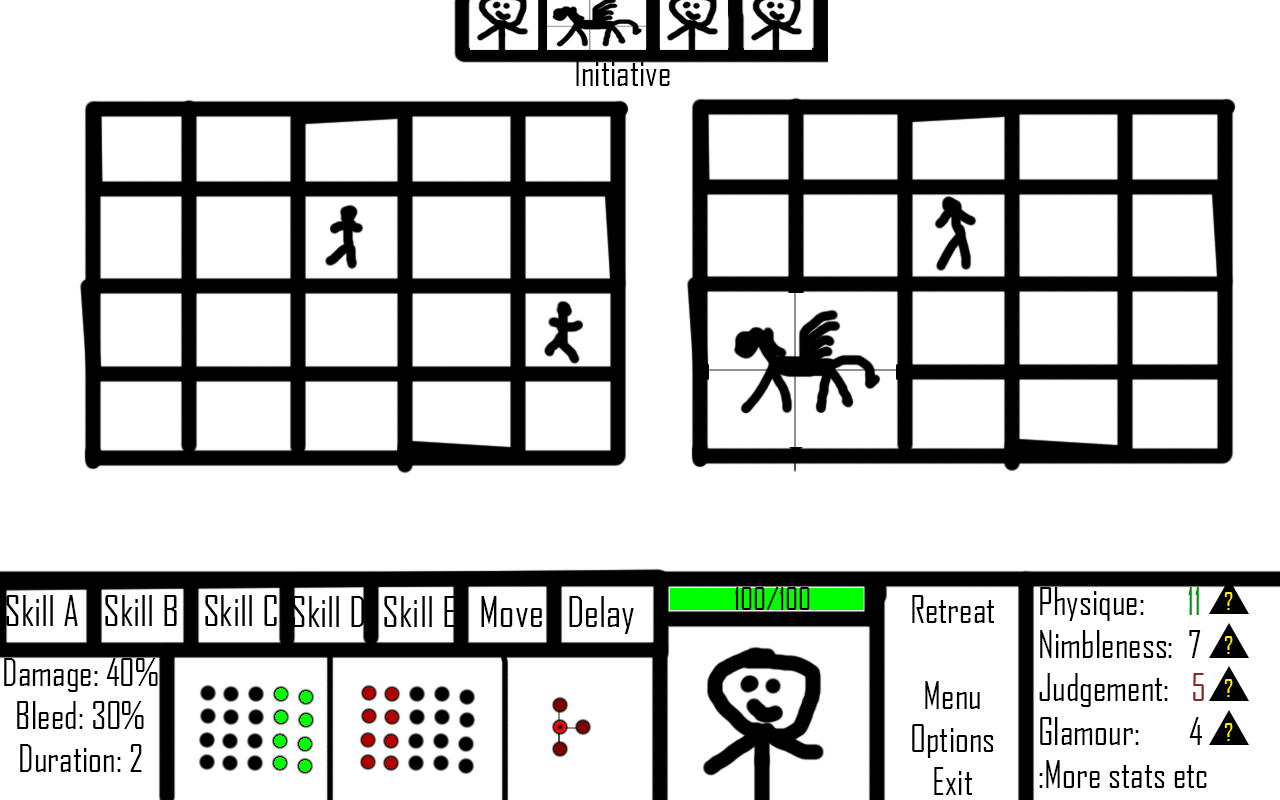 Initiative
Skill A
Skill B
Skill C
Skill D
Skill E
Move
Delay
Damage: 40%
Bleed: 30%
Duration: 2
100/100
Retreat
Menu
Options
Exit
Physique: 11 ?
Nimbleness: 7 ?
Judgement: 5 ?
Glamour: 4 ?
:More stats etc